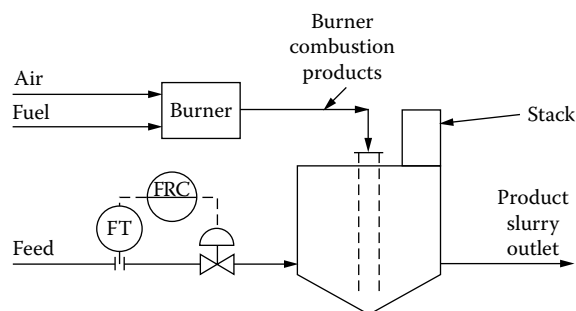 Burner
combustion
products
Air
Fuel
Burner
Stack
FRC
FT
Feed
Product
slurry
outlet